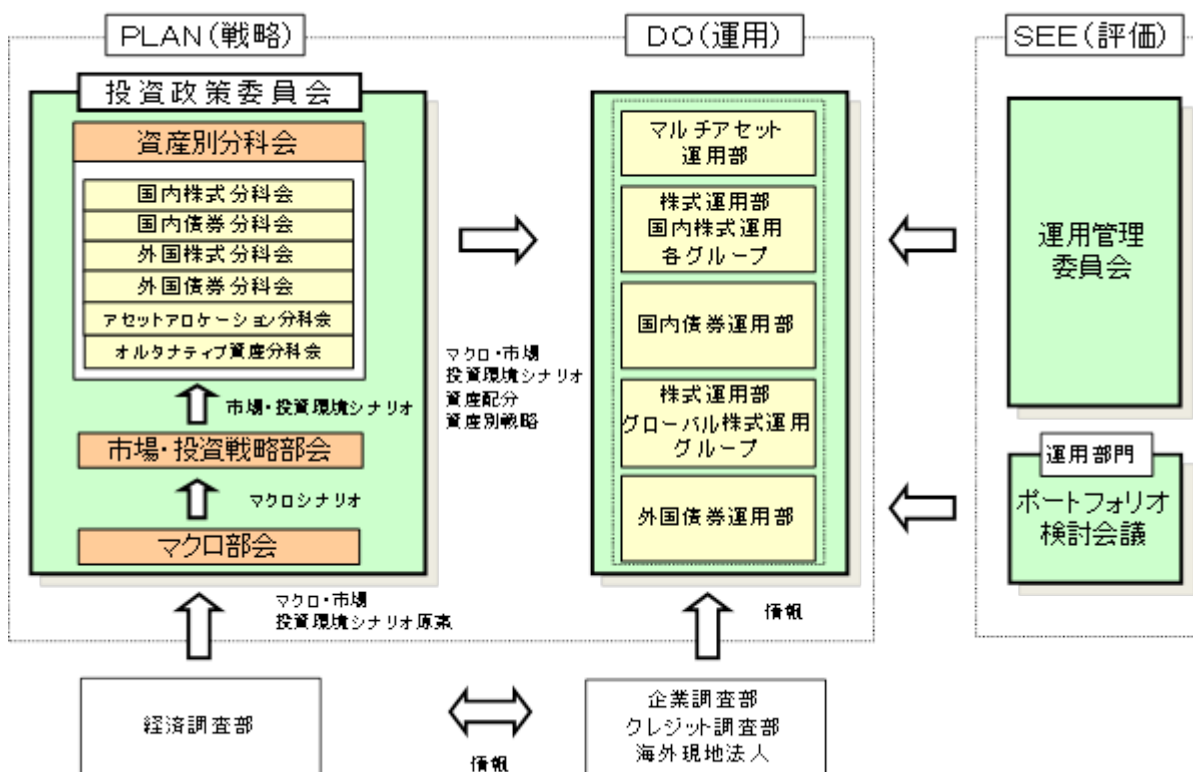 PLAN(戦略)
投資政策委員会
資産別分科会
国内株式分科会
国内債券分科会
外国株式分科会
外国債券分科会
アセットアロケーション分科会
オルタナティブ資産分科会
市場・投資環境シナリオ
市場・投資戦略部会
マクロシナリオ
マクロ部会
マクロ・市場
投資環境シナリオ原案
経済調査部
マクロ・市場
投資環境シナリオ
資産配分
資産別戦略
DO(運用)
マルチアセット
運用部
株式運用部
国内株式運用
各グループ
国内債券運用部
株式運用部
グローバル株式運用
グループ
外国債券運用部
情報
企業調査部
クレジット調査部
海外現地法人
情報
SEE(評価)
運用管理
委員会
運用部門
ポートフォリオ
検討会議